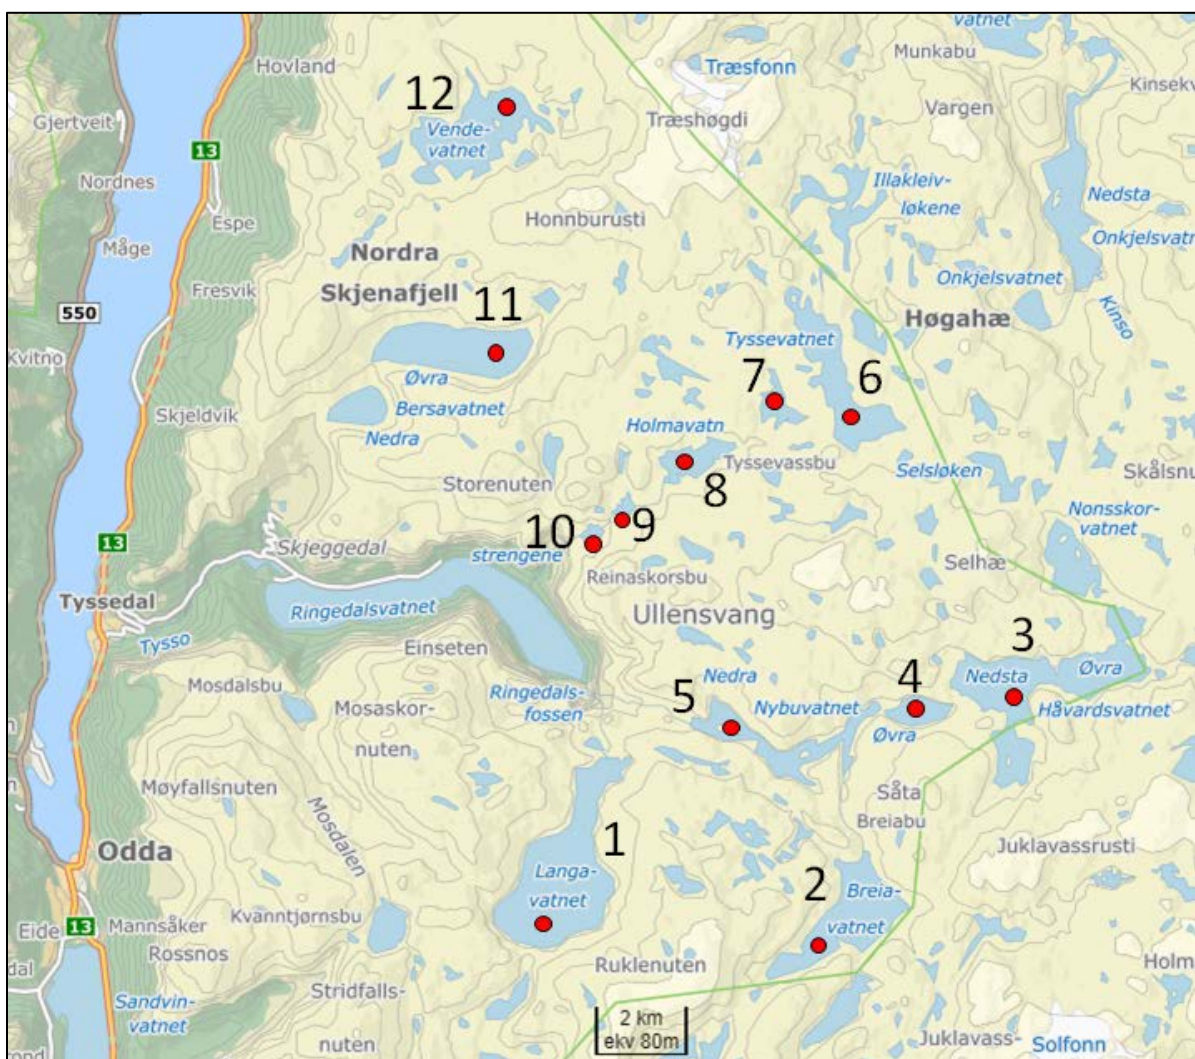 vatnet
Munkabu
Hovland
Træsfonn
Kinsekv
12
Vargen
Træshøgdi
Gjertveit
Vende-
vatnet
13
Nordnes
Illakleiv-
løkene
Nedsta
Honnburusti
Espe
Måge
Onkjelsvatn
Nordra
Skjenafjell
Onkjelsvatnet
Fresvik
11
Høgahæ
Kinso
550
Tyssevatnet
Kvitno
7
6
Øvra
Bersavatnet
Skjeldvik
Nedra
Holmavatn
Tyssevassbu
Selsløken
Skålsnu
Storenuten
8
Nonsskor-
vatnet
9
10
13
Skjeggedal
strengene
Selhæ
Reinaskorsbu
Tyssedal
Ringedalsvatnet
Ullensvang
Tysso
Einseten
3
Mosdalsbu
Nedra
Nedsta
Øvra
Ringedals-
fossen
4
5
Nybuvatnet
Håvardsvatnet
Mosaskor-
nuten
Øvra
Møyfallsnuten
Såta
Breiabu
Mosdalen
1
Juklavassrusti
Odda
2
Langa-
vatnet
Breia-
vatnet
13
Eide
Mannsåker
Kvanntjørnsbu
Rossnos
Holm
dal
Ruklenuten
Stridfalls-
nuten
Sandvin-
vatnet
2 km
ekv 80m
Juklavass-
Solfonn
ond